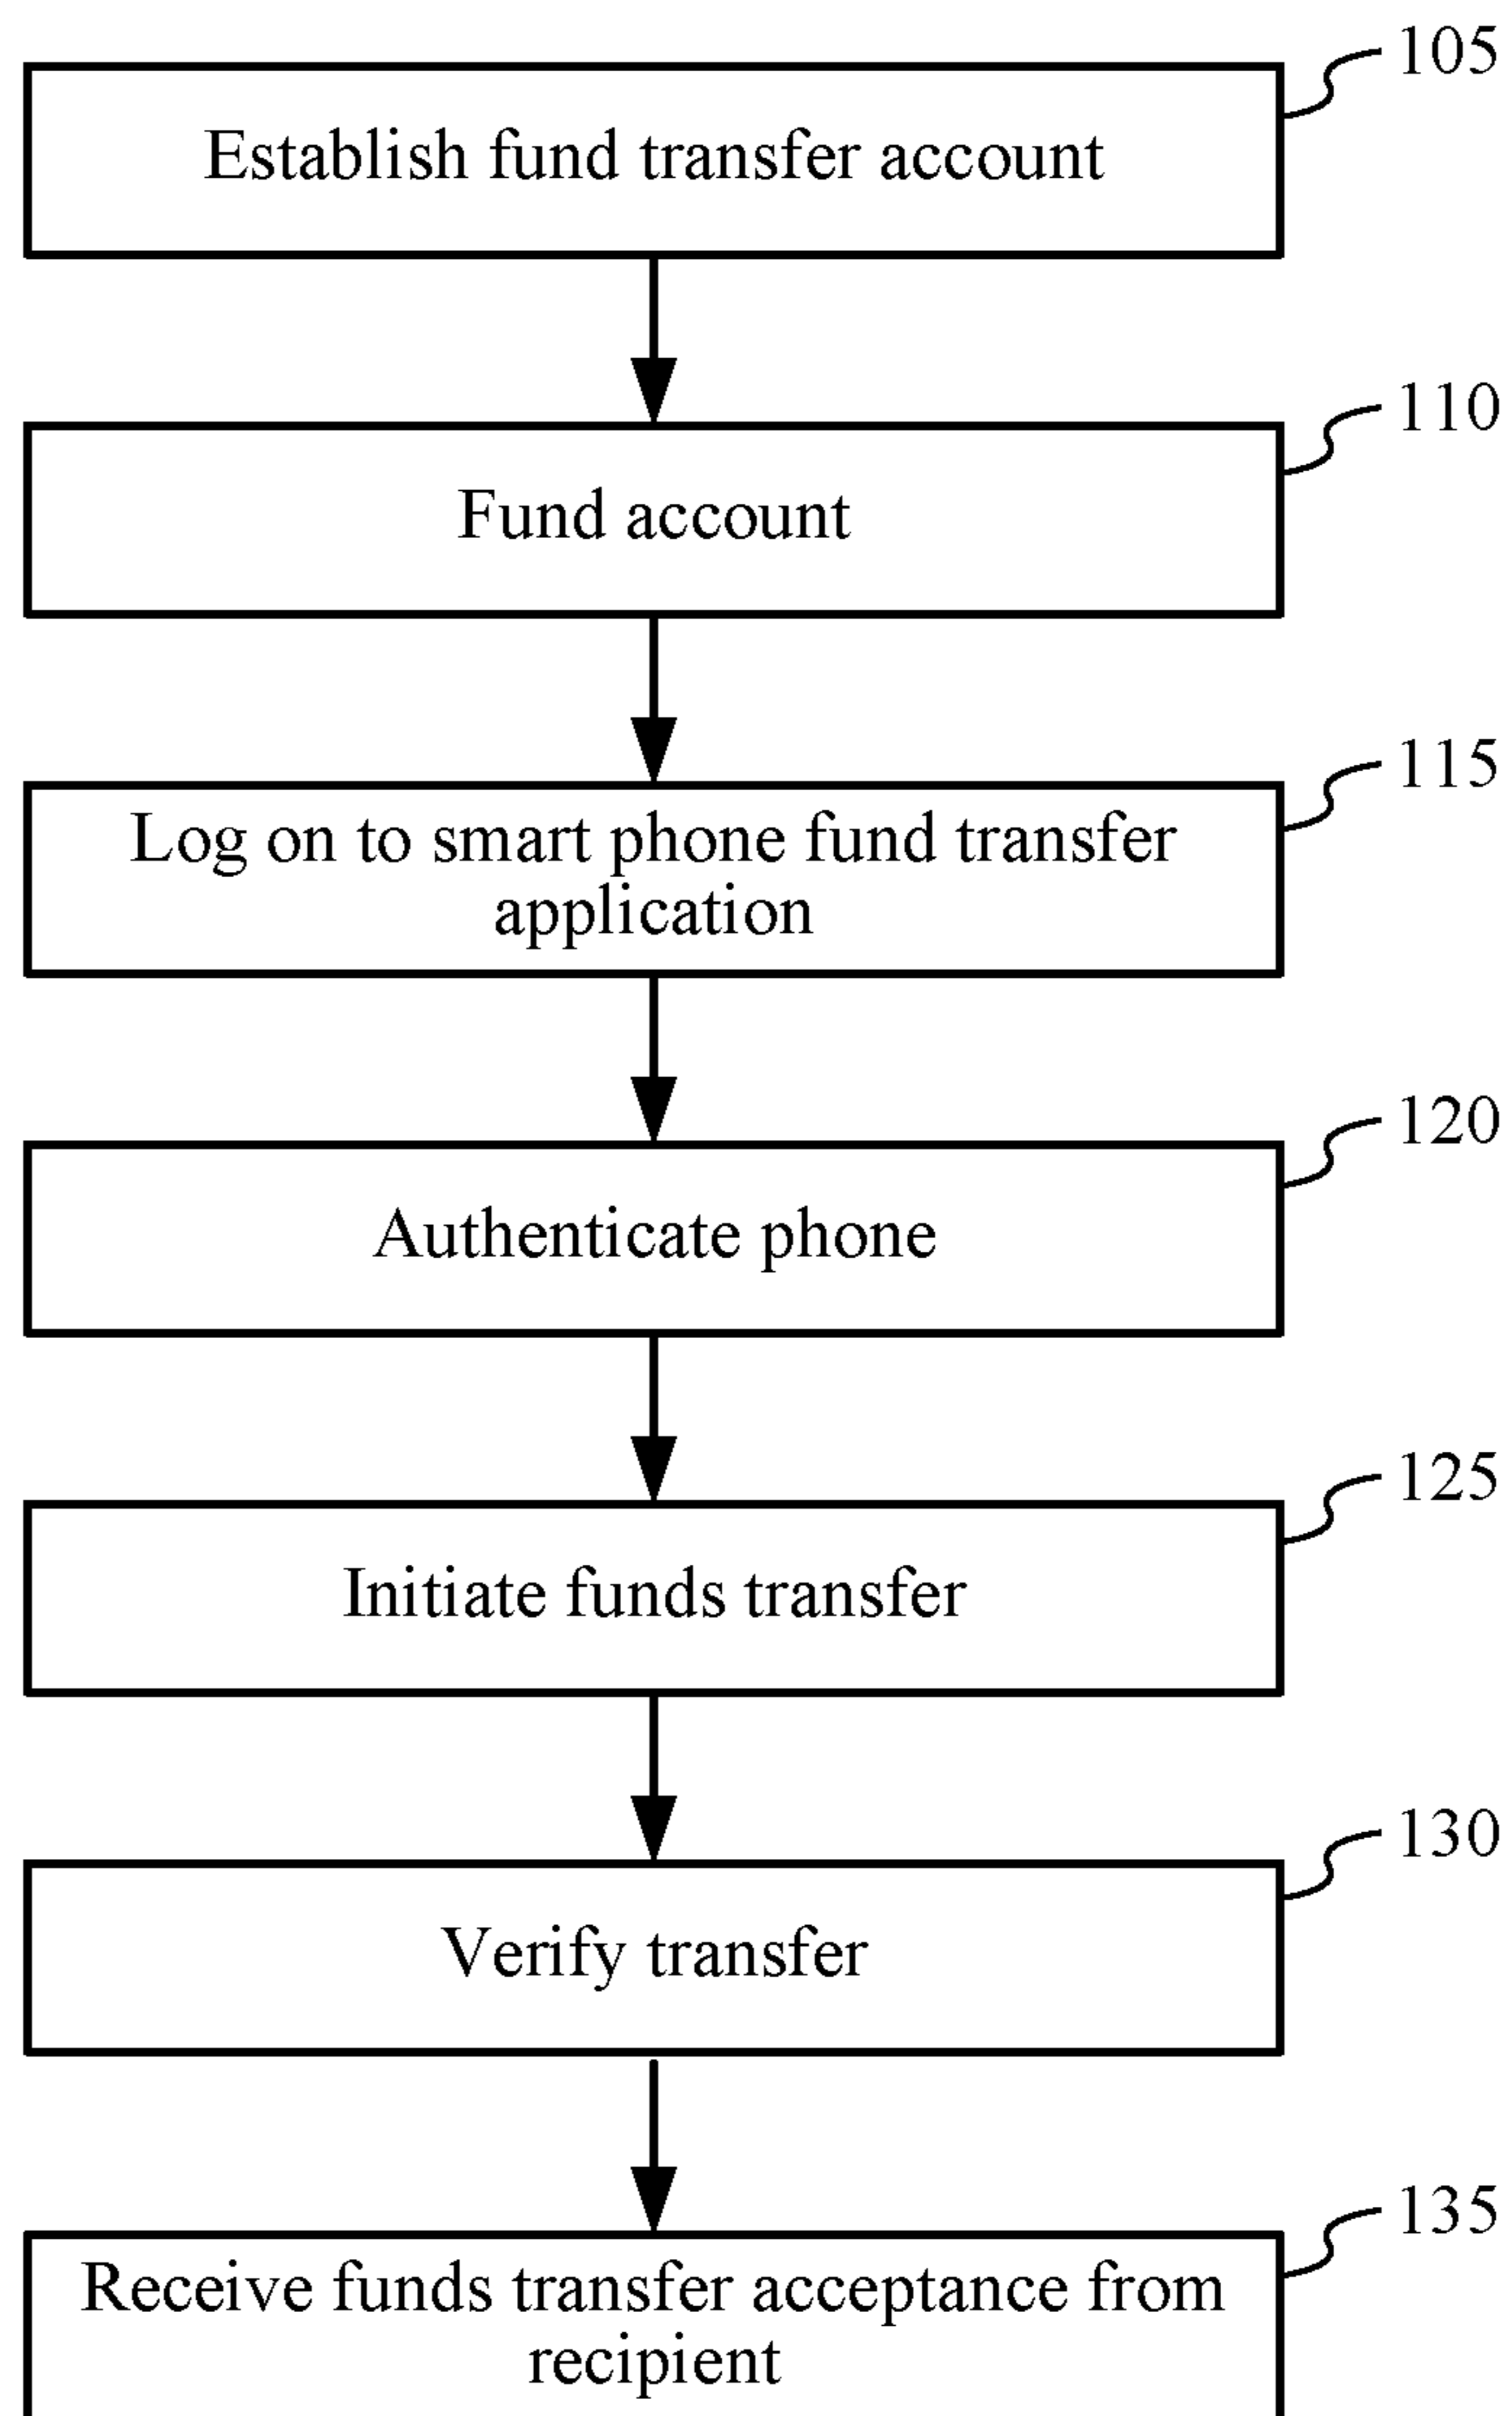 105
Establish fund transfer account
110
Fund account
115
Log on to smart phone fund transfer
application
120
Authenticate phone
125
Initiate funds transfer
130
Verify transfer
135
Receive funds transfer acceptance from
recipient